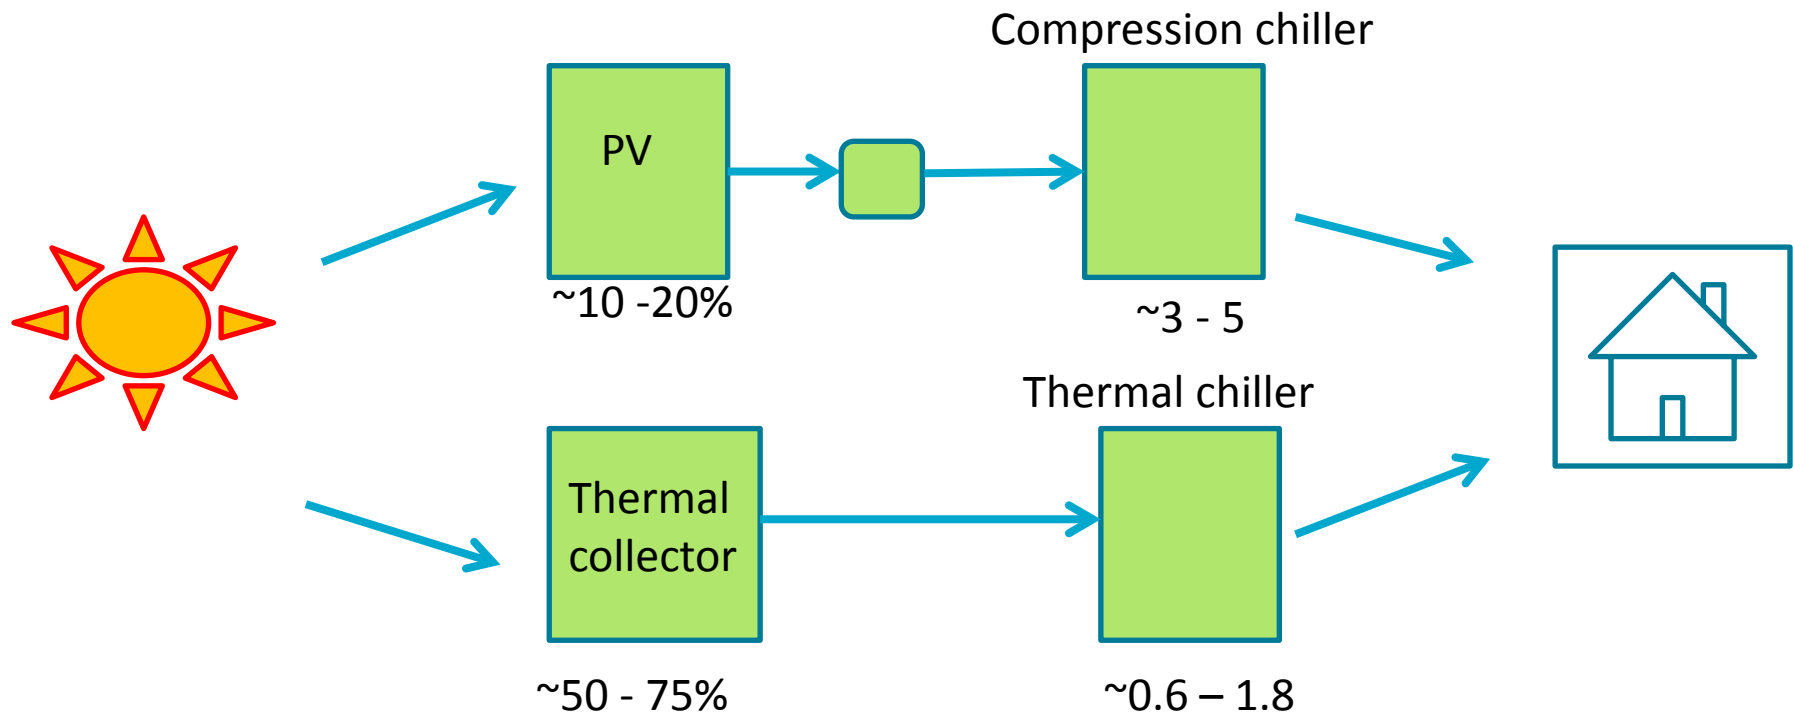 Compression chiller
PV
~10 -20%
~3 - 5
Thermal chiller
Thermal
collector
~50 - 75%
~0.6 – 1.8